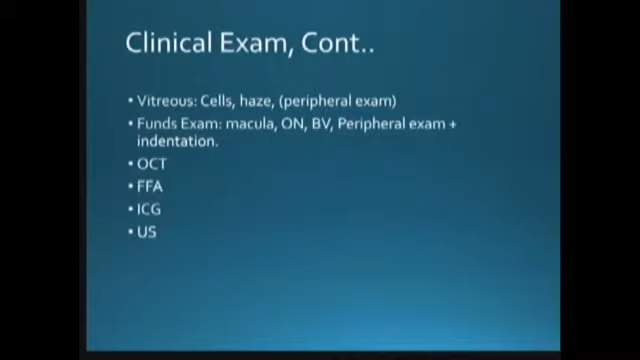 Clinical Exam, Cont..
• Vitreous: Cells, haze, (peripheral exam)
• Funds Exam: macula, ON, BV, Peripheral exam +
indentation.
• OCT
• FFA
• ICG
• US